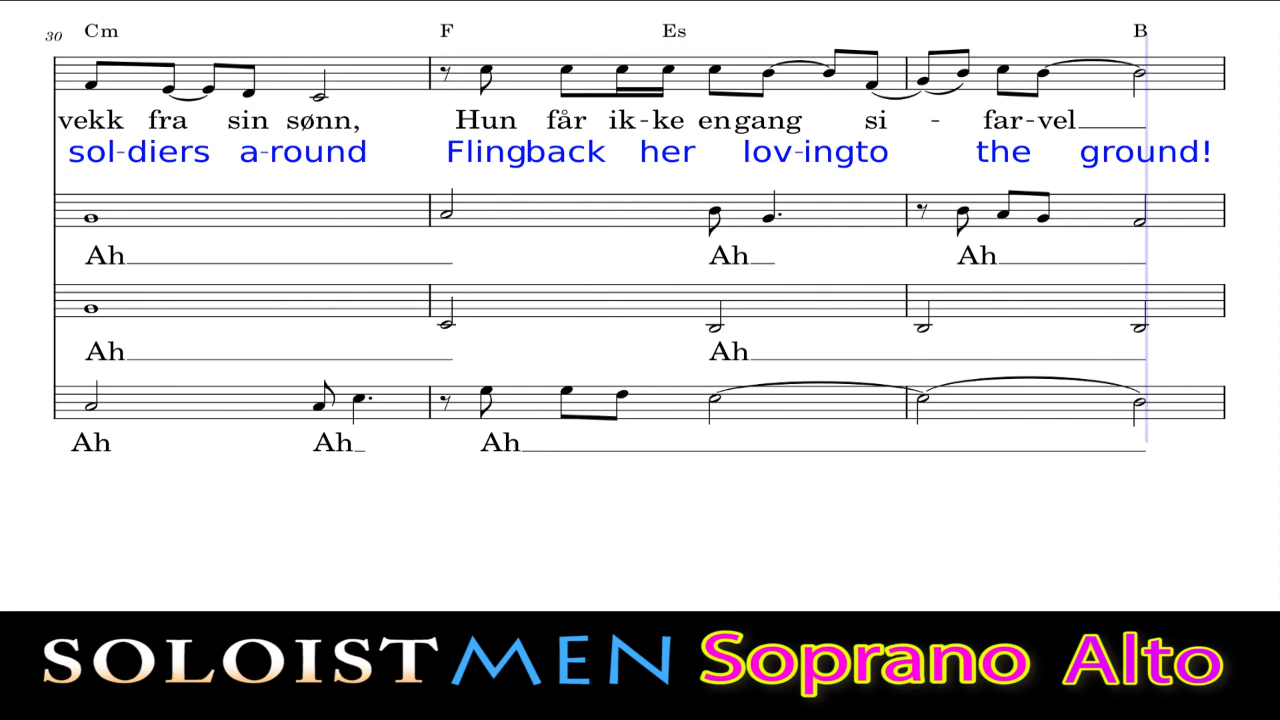 30 Cm F Es B
vekk fra sin sønn, Hun får ik-ke engang si - far-vel
sol-diers a-round Flingback her lov-ingto the ground!
Ah Ah Ah
Ah Ah
Ah Ah Ah
SOLOIST MEN Soprano Alto